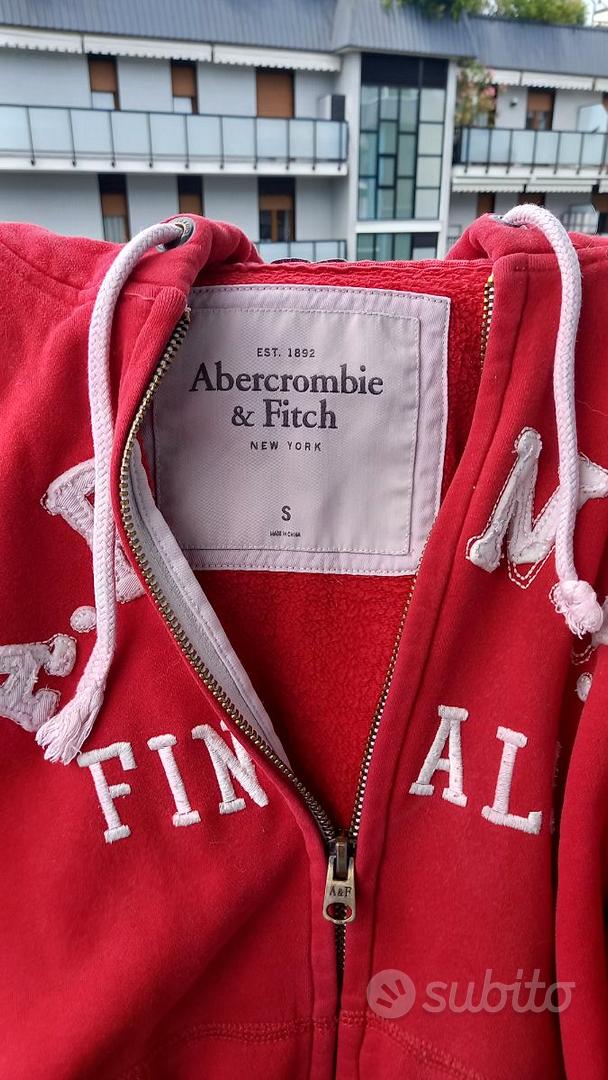 EST. 1892
Abercrombie
& Fitch
NEW YORK
S
MADE IN CHINA
FIN AL
A&F
subito